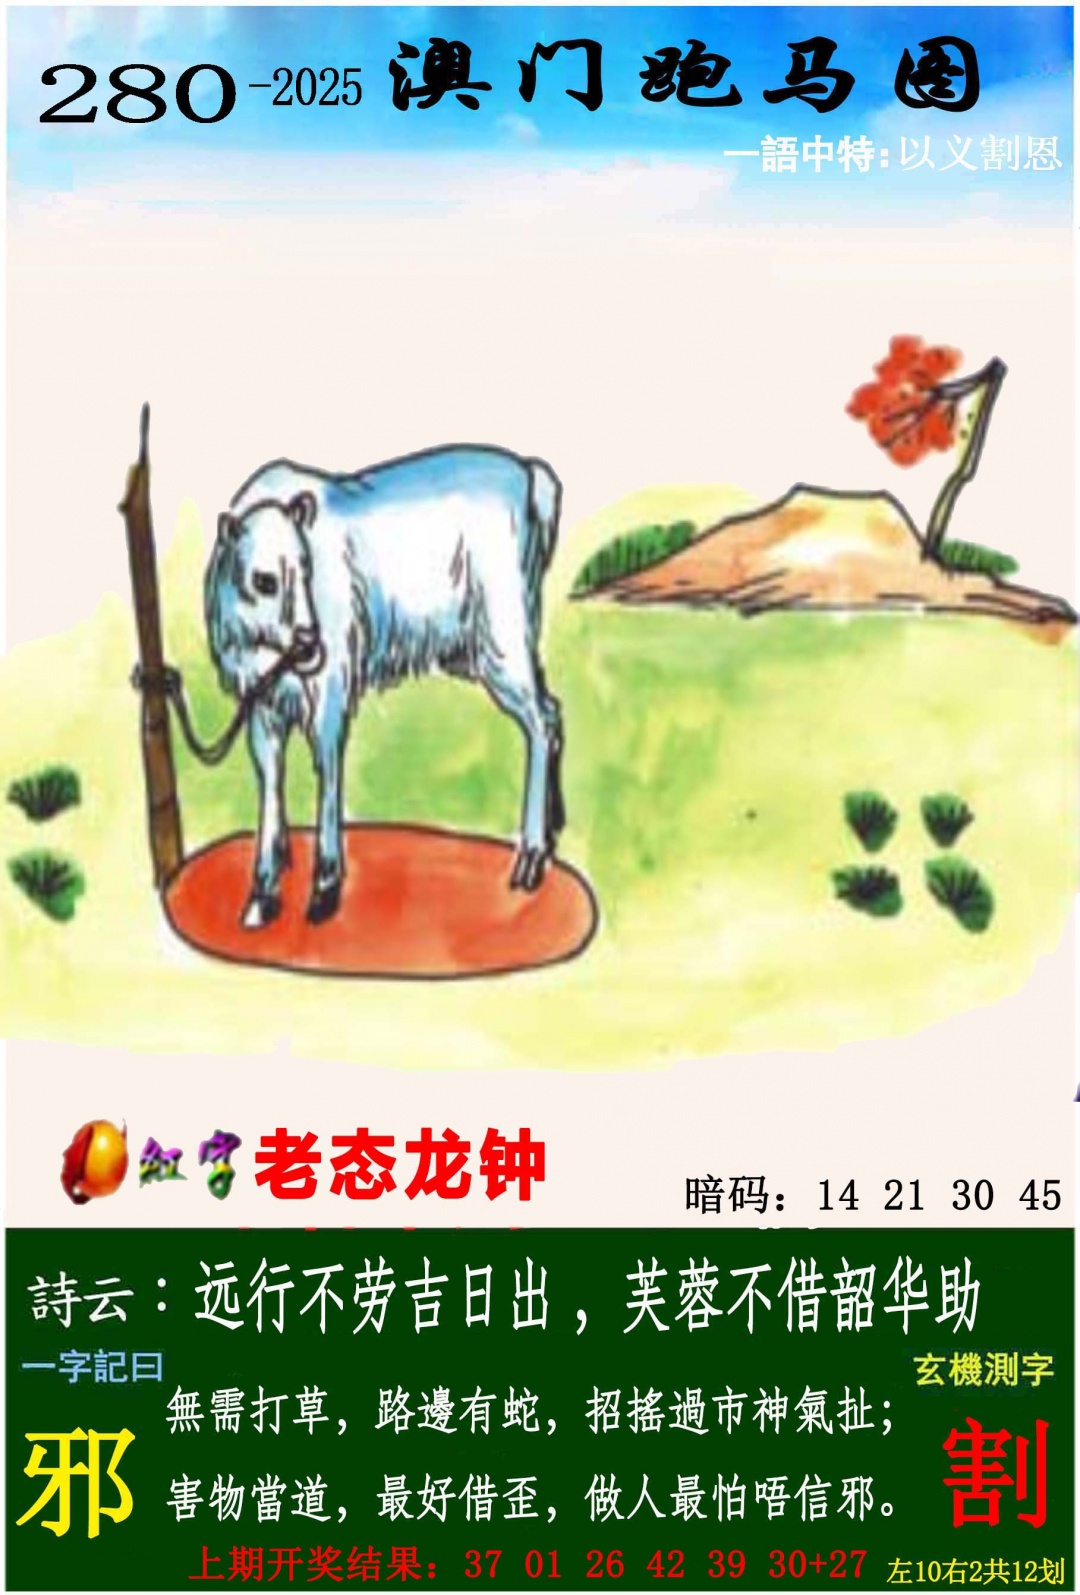 280-2025 澳门跑马图
一語中特:以义割恩
红字 老态龙钟
暗码：14 21 30 45
詩云：远行不劳吉日出，芙蓉不借韶华助
一字記曰
玄機測字
無需打草，路邊有蛇，招搖過市神氣扯；
邪
割
害物當道，最好借歪，做人最怕唔信邪。
上期开奖结果：37 01 26 42 39 30+27
左10右2共12划